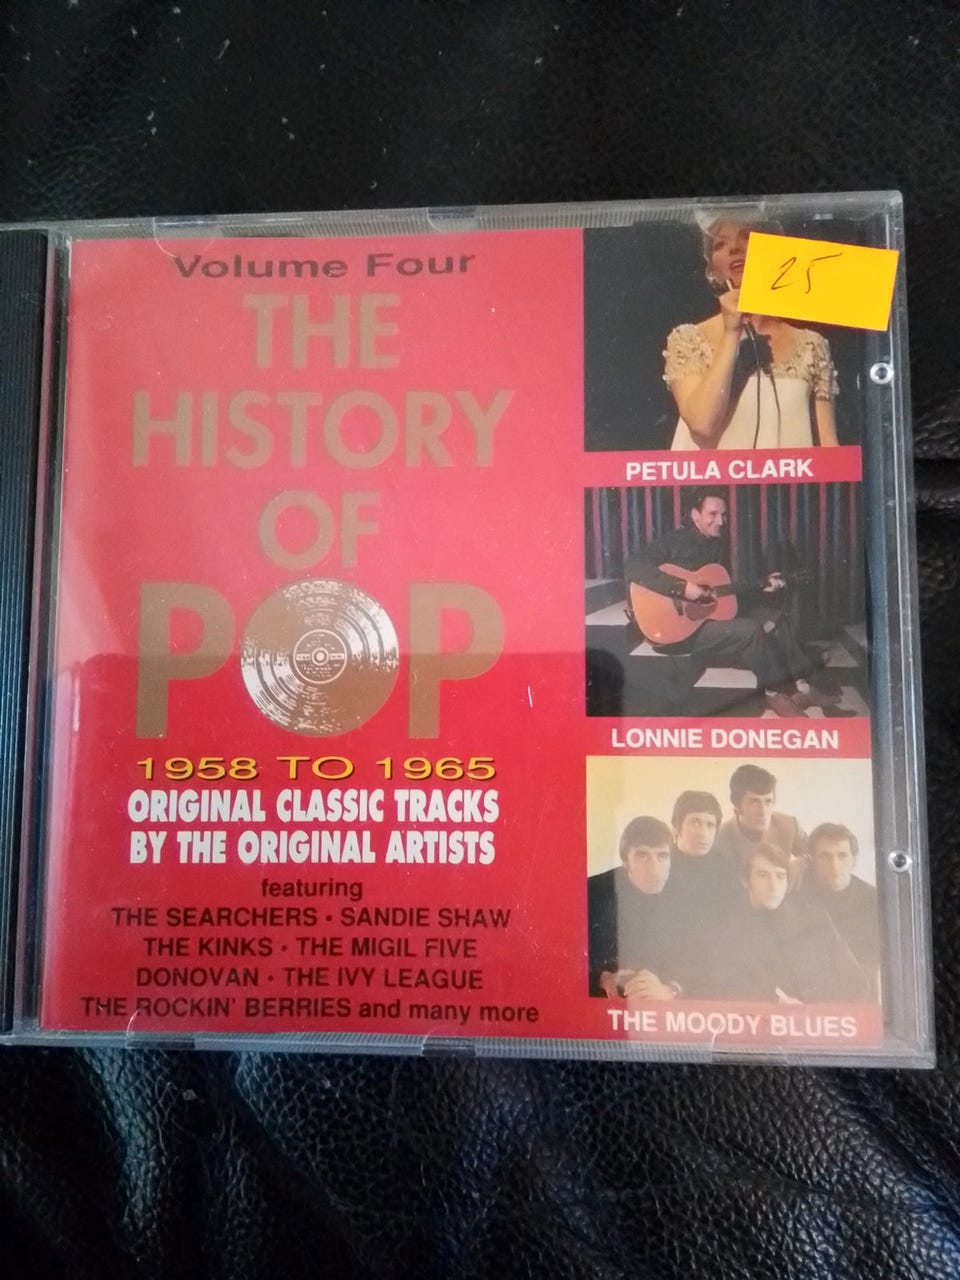 Volume Four
THE
HISTORY
OF
POP
1958 TO 1965
ORIGINAL CLASSIC TRACKS
BY THE ORIGINAL ARTISTS
featuring
THE SEARCHERS · SANDIE SHAW
THE KINKS · THE MIGIL FIVE
DONOVAN · THE IVY LEAGUE
THE ROCKIN' BERRIES and many more
25
PETULA CLARK
LONNIE DONEGAN
THE MOODY BLUES